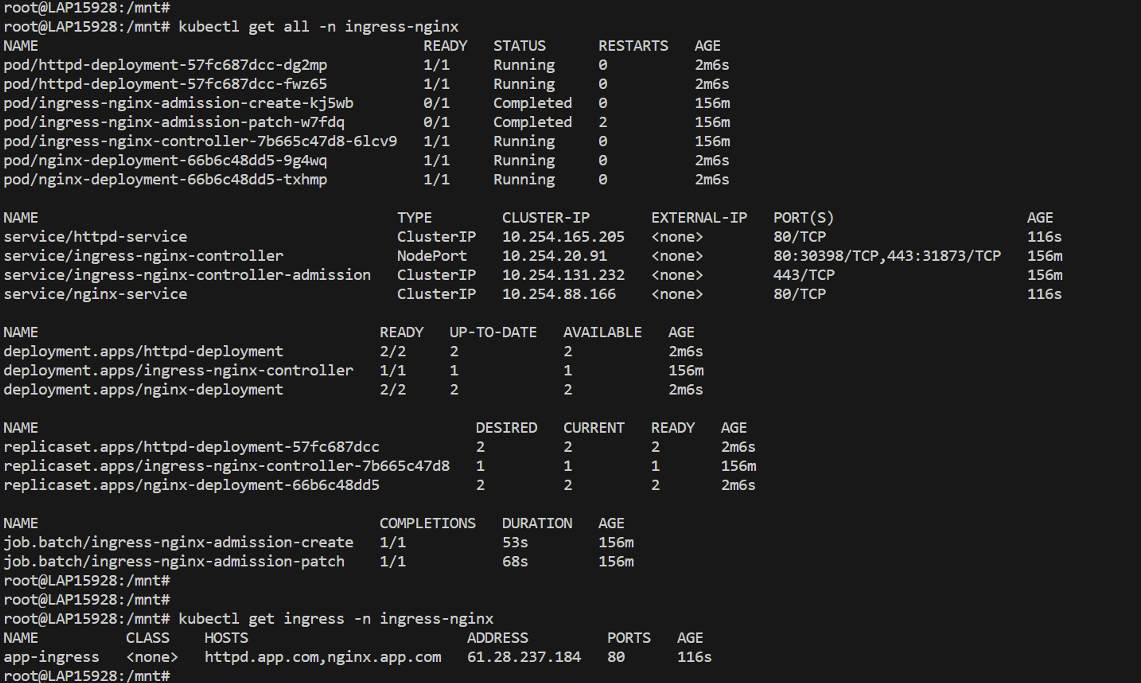 root@LAP15928:/mnt#
root@LAP15928:/mnt# kubectl get all -n ingress-nginx
NAME READY STATUS RESTARTS AGE
pod/httpd-deployment-57fc687dcc-dg2mp 1/1 Running 0 2m6s
pod/httpd-deployment-57fc687dcc-fwz65 1/1 Running 0 2m6s
pod/ingress-nginx-admission-create-kj5wb 0/1 Completed 0 156m
pod/ingress-nginx-admission-patch-w7fdq 0/1 Completed 2 156m
pod/ingress-nginx-controller-7b665c47d8-6lcv9 1/1 Running 0 156m
pod/nginx-deployment-66b6c48dd5-9g4wq 1/1 Running 0 2m6s
pod/nginx-deployment-66b6c48dd5-txhmp 1/1 Running 0 2m6s
NAME TYPE CLUSTER-IP EXTERNAL-IP PORT(S) AGE
service/httpd-service ClusterIP 10.254.165.205 <none> 80/TCP 116s
service/ingress-nginx-controller NodePort 10.254.20.91 <none> 80:30398/TCP,443:31873/TCP 156m
service/ingress-nginx-controller-admission ClusterIP 10.254.131.232 <none> 443/TCP 156m
service/nginx-service ClusterIP 10.254.88.166 <none> 80/TCP 116s
NAME READY UP-TO-DATE AVAILABLE AGE
deployment.apps/httpd-deployment 2/2 2 2 2m6s
deployment.apps/ingress-nginx-controller 1/1 1 1 156m
deployment.apps/nginx-deployment 2/2 2 2 2m6s
NAME DESIRED CURRENT READY AGE
replicaset.apps/httpd-deployment-57fc687dcc 2 2 2 2m6s
replicaset.apps/ingress-nginx-controller-7b665c47d8 1 1 1 156m
replicaset.apps/nginx-deployment-66b6c48dd5 2 2 2 2m6s
NAME COMPLETIONS DURATION AGE
job.batch/ingress-nginx-admission-create 1/1 53s 156m
job.batch/ingress-nginx-admission-patch 1/1 68s 156m
root@LAP15928:/mnt#
root@LAP15928:/mnt#
root@LAP15928:/mnt# kubectl get ingress -n ingress-nginx
NAME CLASS HOSTS ADDRESS PORTS AGE
app-ingress <none> httpd.app.com,nginx.app.com 61.28.237.184 80 116s
root@LAP15928:/mnt#